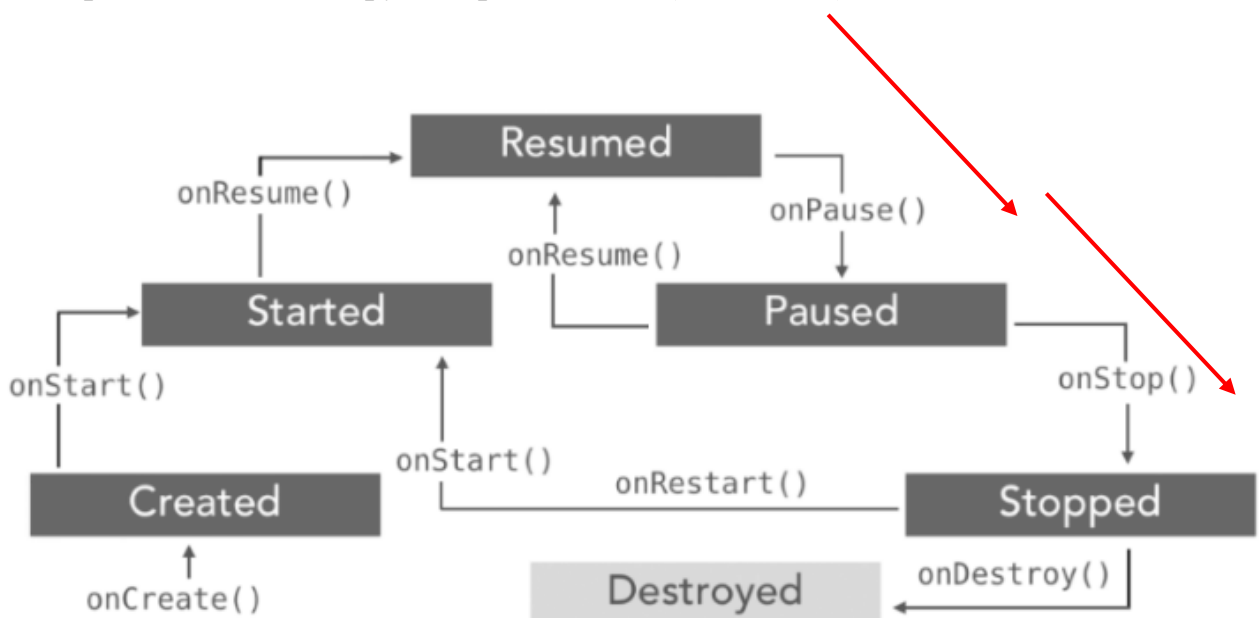 Resumed
onResume()
onPause()
onResume()
Started
Paused
onStart()
onStop()
onStart()
onRestart()
Created
Stopped
onCreate()
Destroyed
onDestroy()